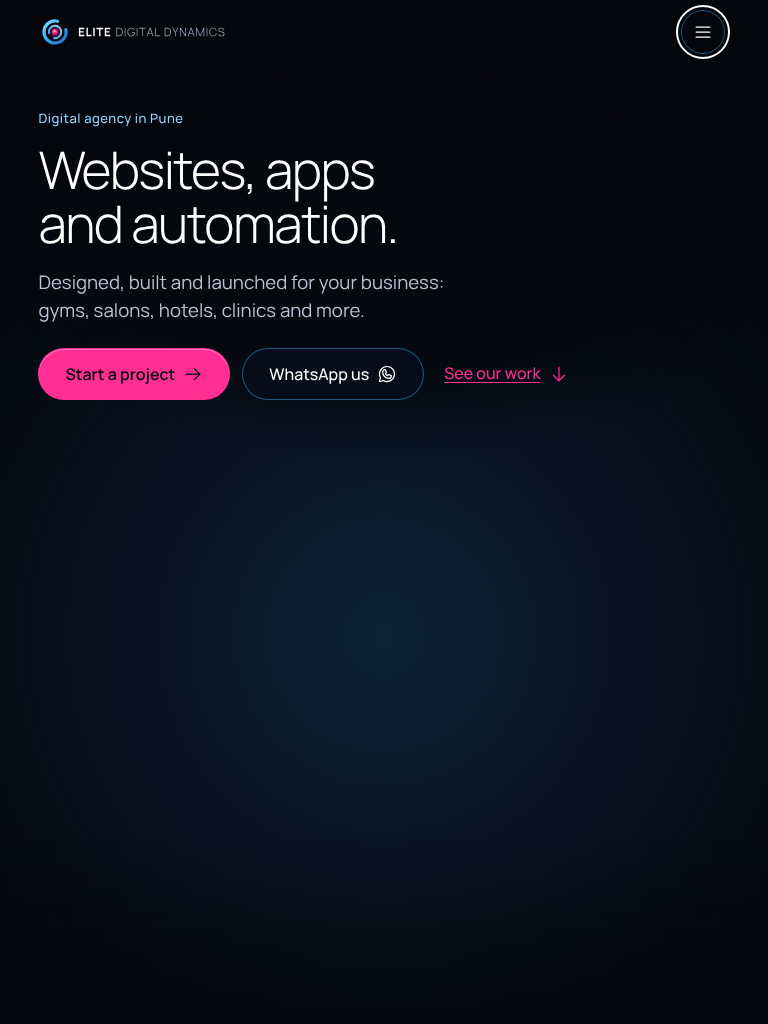 ELITE DIGITAL DYNAMICS
Digital agency in Pune
Websites, apps
and automation.
Designed, built and launched for your business:
gyms, salons, hotels, clinics and more.
Start a project
WhatsApp us
See our work